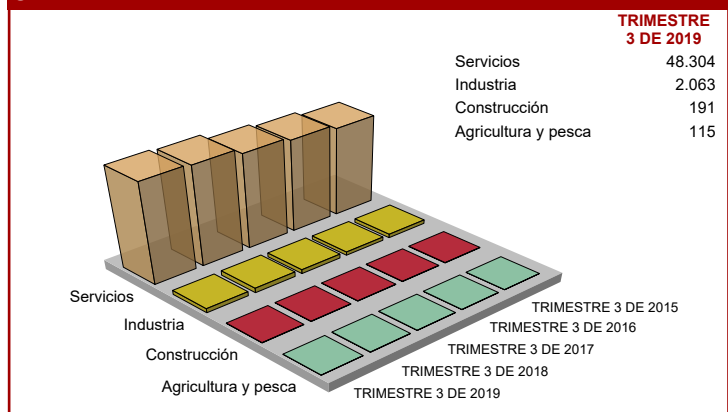 TRIMESTRE
3 DE 2019
Servicios 48.304
Industria 2.063
Construcción 191
Agricultura y pesca 115
Servicios
Industria
Construcción
Agricultura y pesca
TRIMESTRE 3 DE 2015
TRIMESTRE 3 DE 2016
TRIMESTRE 3 DE 2017
TRIMESTRE 3 DE 2018
TRIMESTRE 3 DE 2019